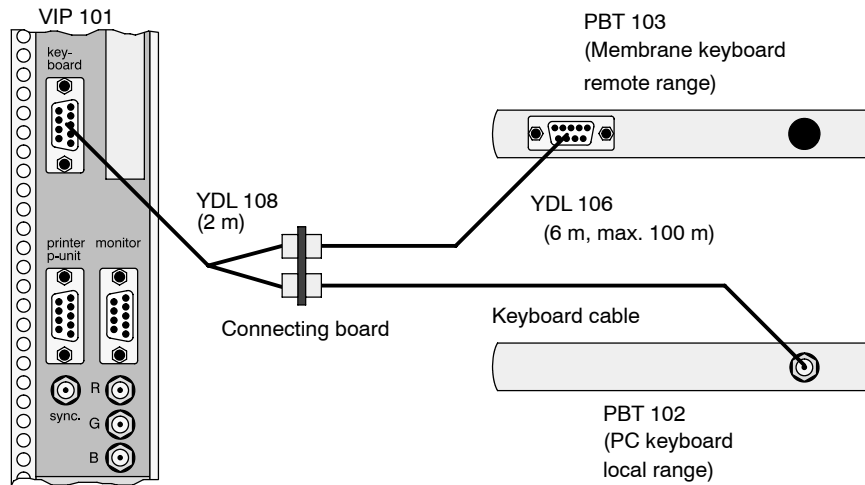 VIP 101
key-
board
printer
p-unit
monitor
R
sync.
G
B
YDL 108
(2 m)
Connecting board
PBT 103
(Membrane keyboard
remote range)
YDL 106
(6 m, max. 100 m)
Keyboard cable
PBT 102
(PC keyboard
local range)